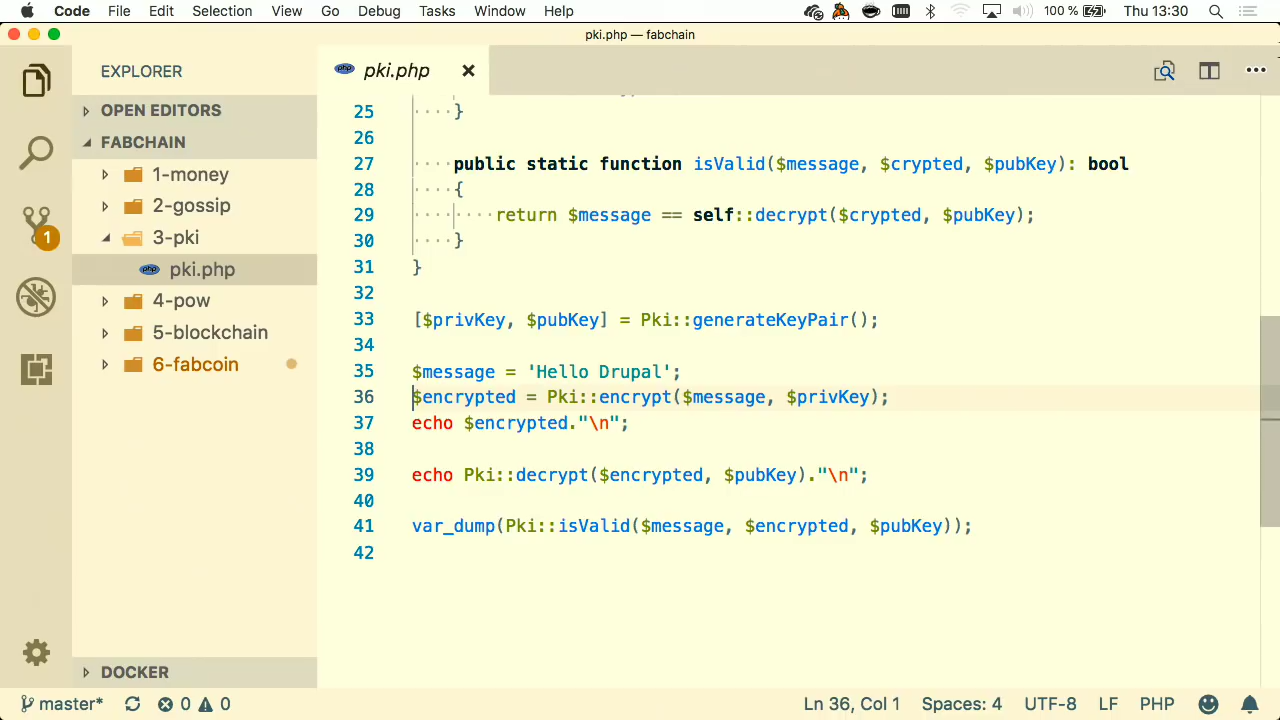 Code File Edit Selection View Go Debug Tasks Window Help 100 % Thu 13:30
pki.php — fabchain
EXPLORER
OPEN EDITORS
FABCHAIN
1-money
2-gossip
3-pki
php pki.php
4-pow
5-blockchain
6-fabcoin
DOCKER
1
php pki.php
25 ···· }
26
27 ····public static function isValid($message, $crypted, $pubKey): bool
28 ····{
29 ········return $message == self::decrypt($crypted, $pubKey);
30 ····}
31 }
32
33 [$privKey, $pubKey] = Pki::generateKeyPair();
34
35 $message = 'Hello Drupal';
36 $encrypted = Pki::encrypt($message, $privKey);
37 echo $encrypted."\n";
38
39 echo Pki::decrypt($encrypted, $pubKey)."\n";
40
41 var_dump(Pki::isValid($message, $encrypted, $pubKey));
42
master* 0 0 Ln 36, Col 1 Spaces: 4 UTF-8 LF PHP